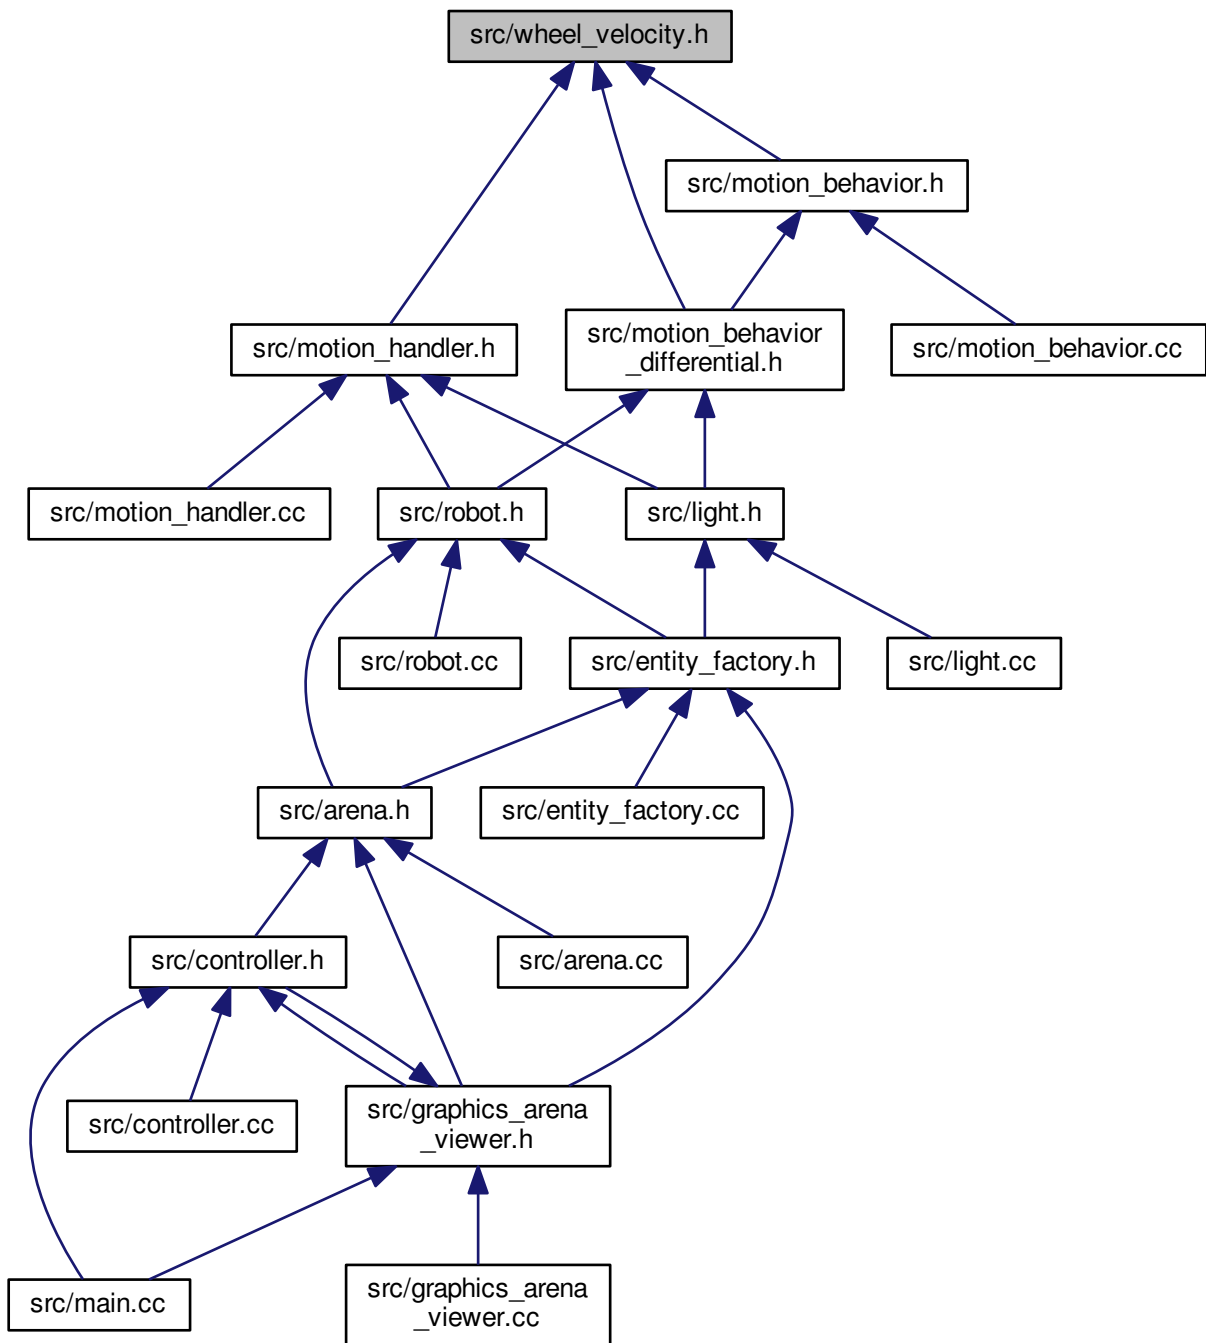 src/wheel_velocity.h
src/motion_behavior.h
src/motion_handler.h
src/motion_behavior
_differential.h
src/motion_behavior.cc
src/motion_handler.cc
src/robot.h
src/light.h
src/robot.cc
src/entity_factory.h
src/light.cc
src/arena.h
src/entity_factory.cc
src/controller.h
src/arena.cc
src/controller.cc
src/graphics_arena
_viewer.h
src/main.cc
src/graphics_arena
_viewer.cc